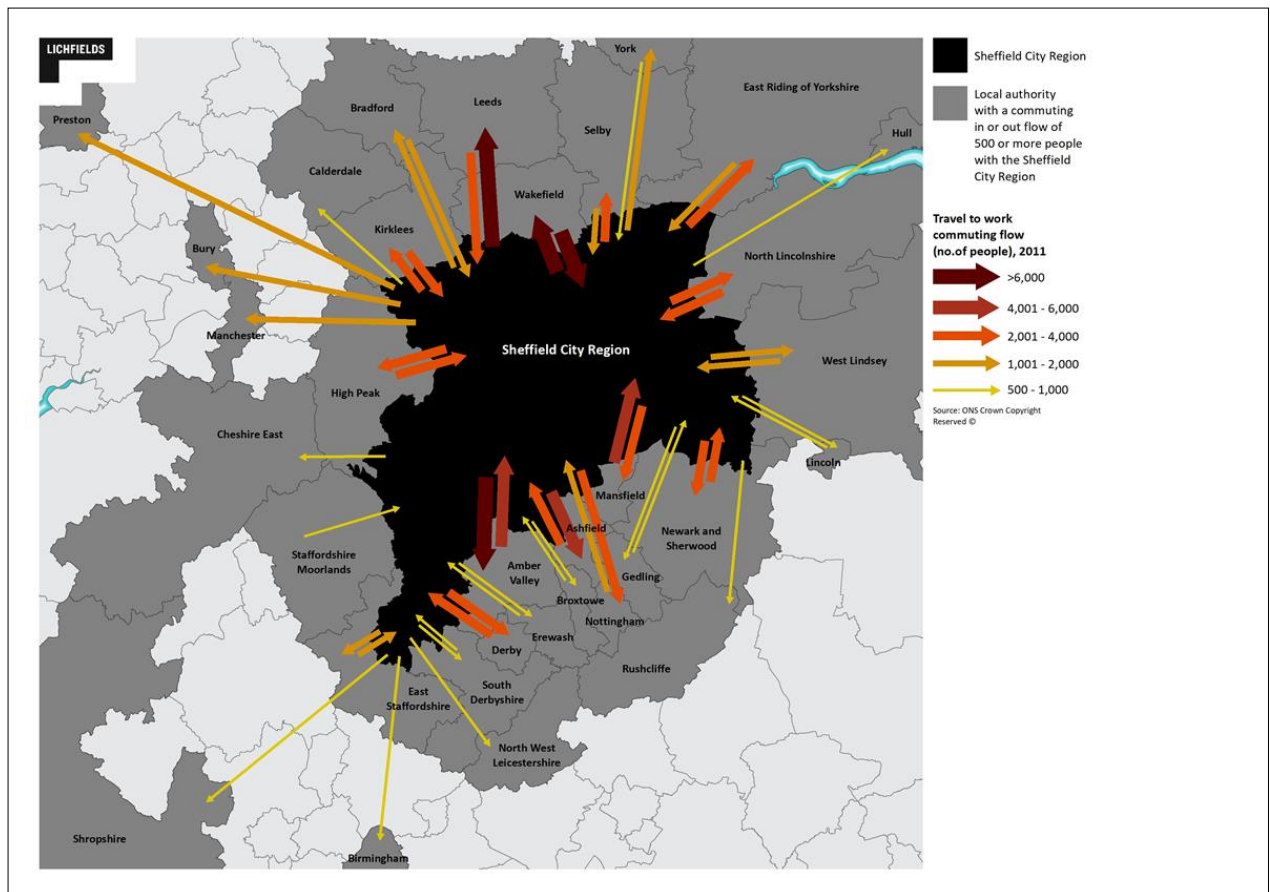 LICHFIELDS
York
Sheffield City Region
East Riding of Yorkshire
Leeds
Bradford
Local authority
with a commuting
in or out flow of
500 or more people
with the Sheffield
City Region
Preston
Selby
Hull
Calderdale
Wakefield
Travel to work
commuting flow
(no.of people), 2011
Kirklees
Bury
North Lincolnshire
>6,000
4,001 - 6,000
Manchester
2,001 - 4,000
Sheffield City Region
West Lindsey
1,001 - 2,000
High Peak
500 - 1,000
Source: ONS Crown Copyright
Reserved ©
Cheshire East
Lincoln
Mansfield
Ashfield
Newark and
Sherwood
Staffordshire
Moorlands
Amber
Valley
Gedling
Broxtowe
Nottingham
Erewash
Derby
Rushcliffe
South
Derbyshire
East
Staffordshire
North West
Leicestershire
Shropshire
Birmingham